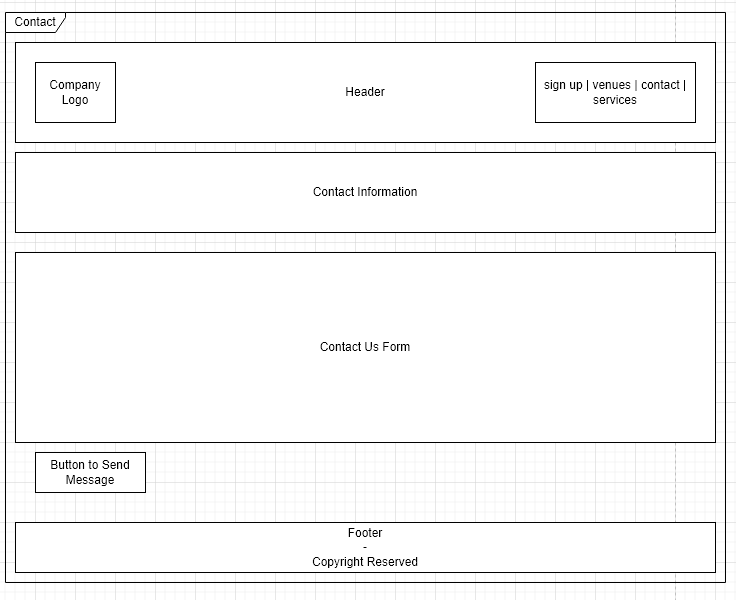 Contact
Company
Logo
Header
sign up | venues | contact |
services
Contact Information
Contact Us Form
Button to Send
Message
Footer
-
Copyright Reserved